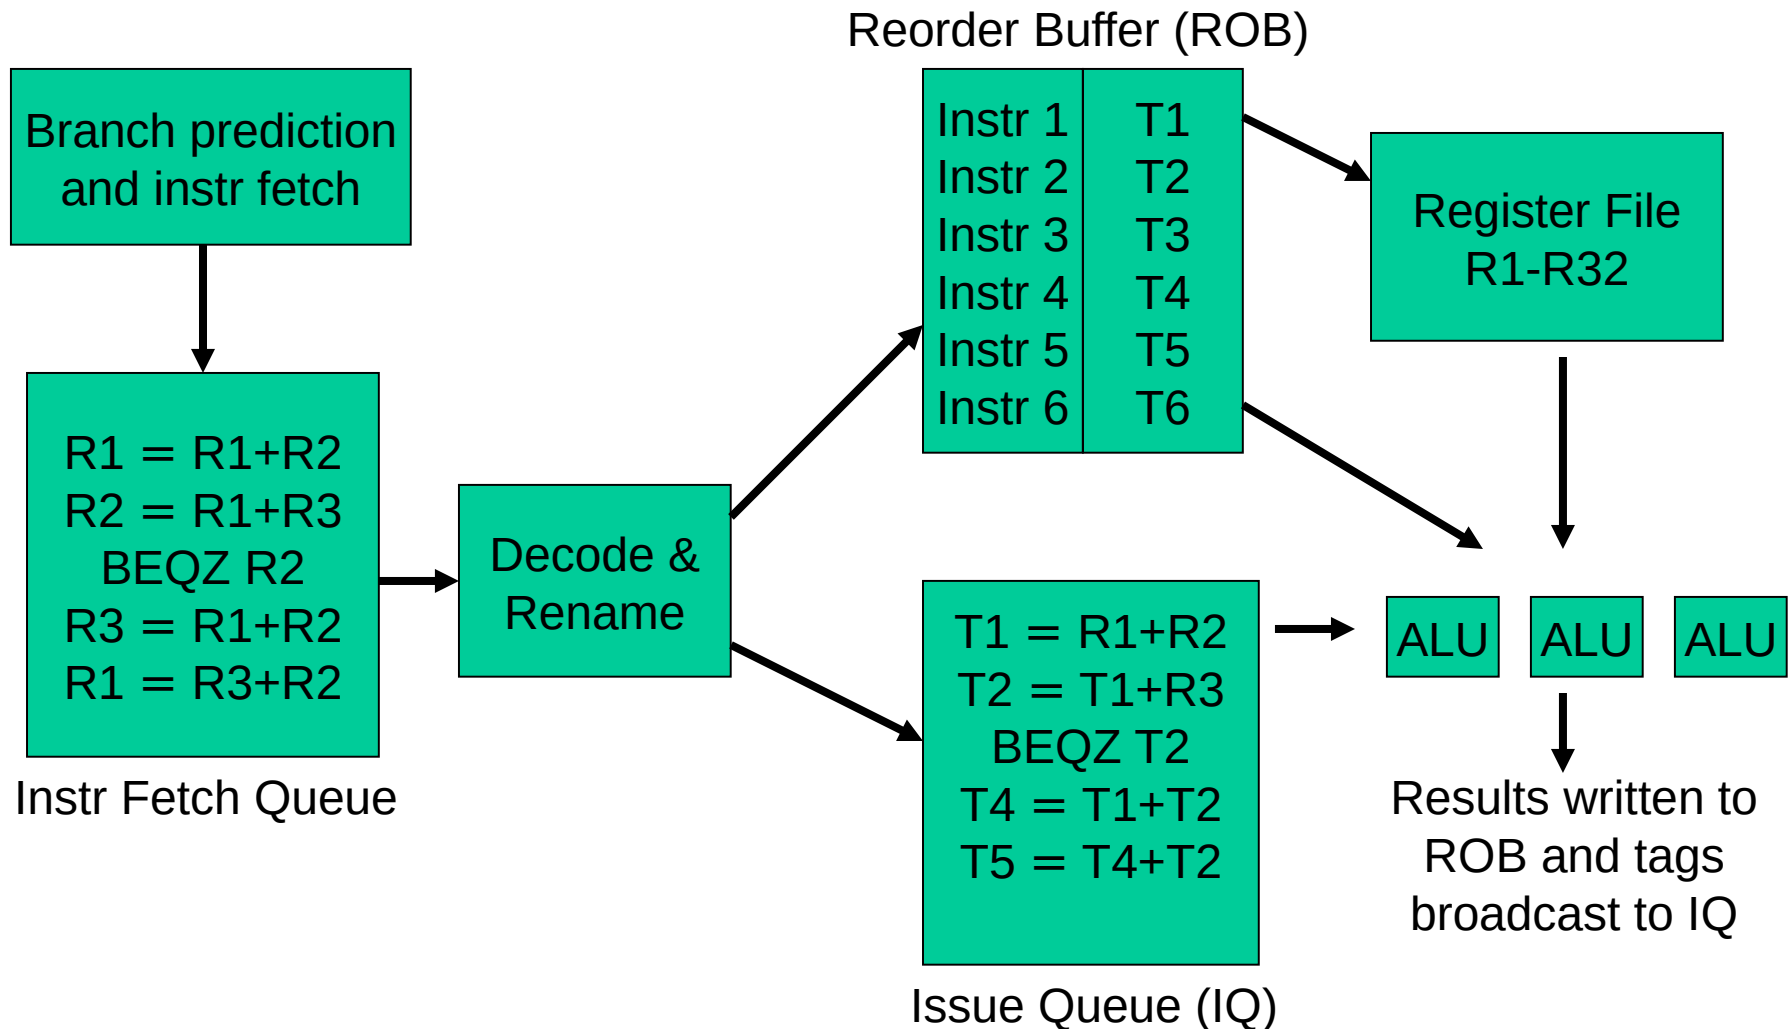 Reorder Buffer (ROB)
Branch prediction
and instr fetch
Instr 1 T1
Instr 2 T2
Instr 3 T3
Instr 4 T4
Instr 5 T5
Instr 6 T6
Register File
R1-R32
R1 = R1+R2
R2 = R1+R3
BEQZ R2
R3 = R1+R2
R1 = R3+R2
Instr Fetch Queue
Decode &
Rename
T1 = R1+R2
T2 = T1+R3
BEQZ T2
T4 = T1+T2
T5 = T4+T2
Issue Queue (IQ)
ALU ALU ALU
Results written to
ROB and tags
broadcast to IQ